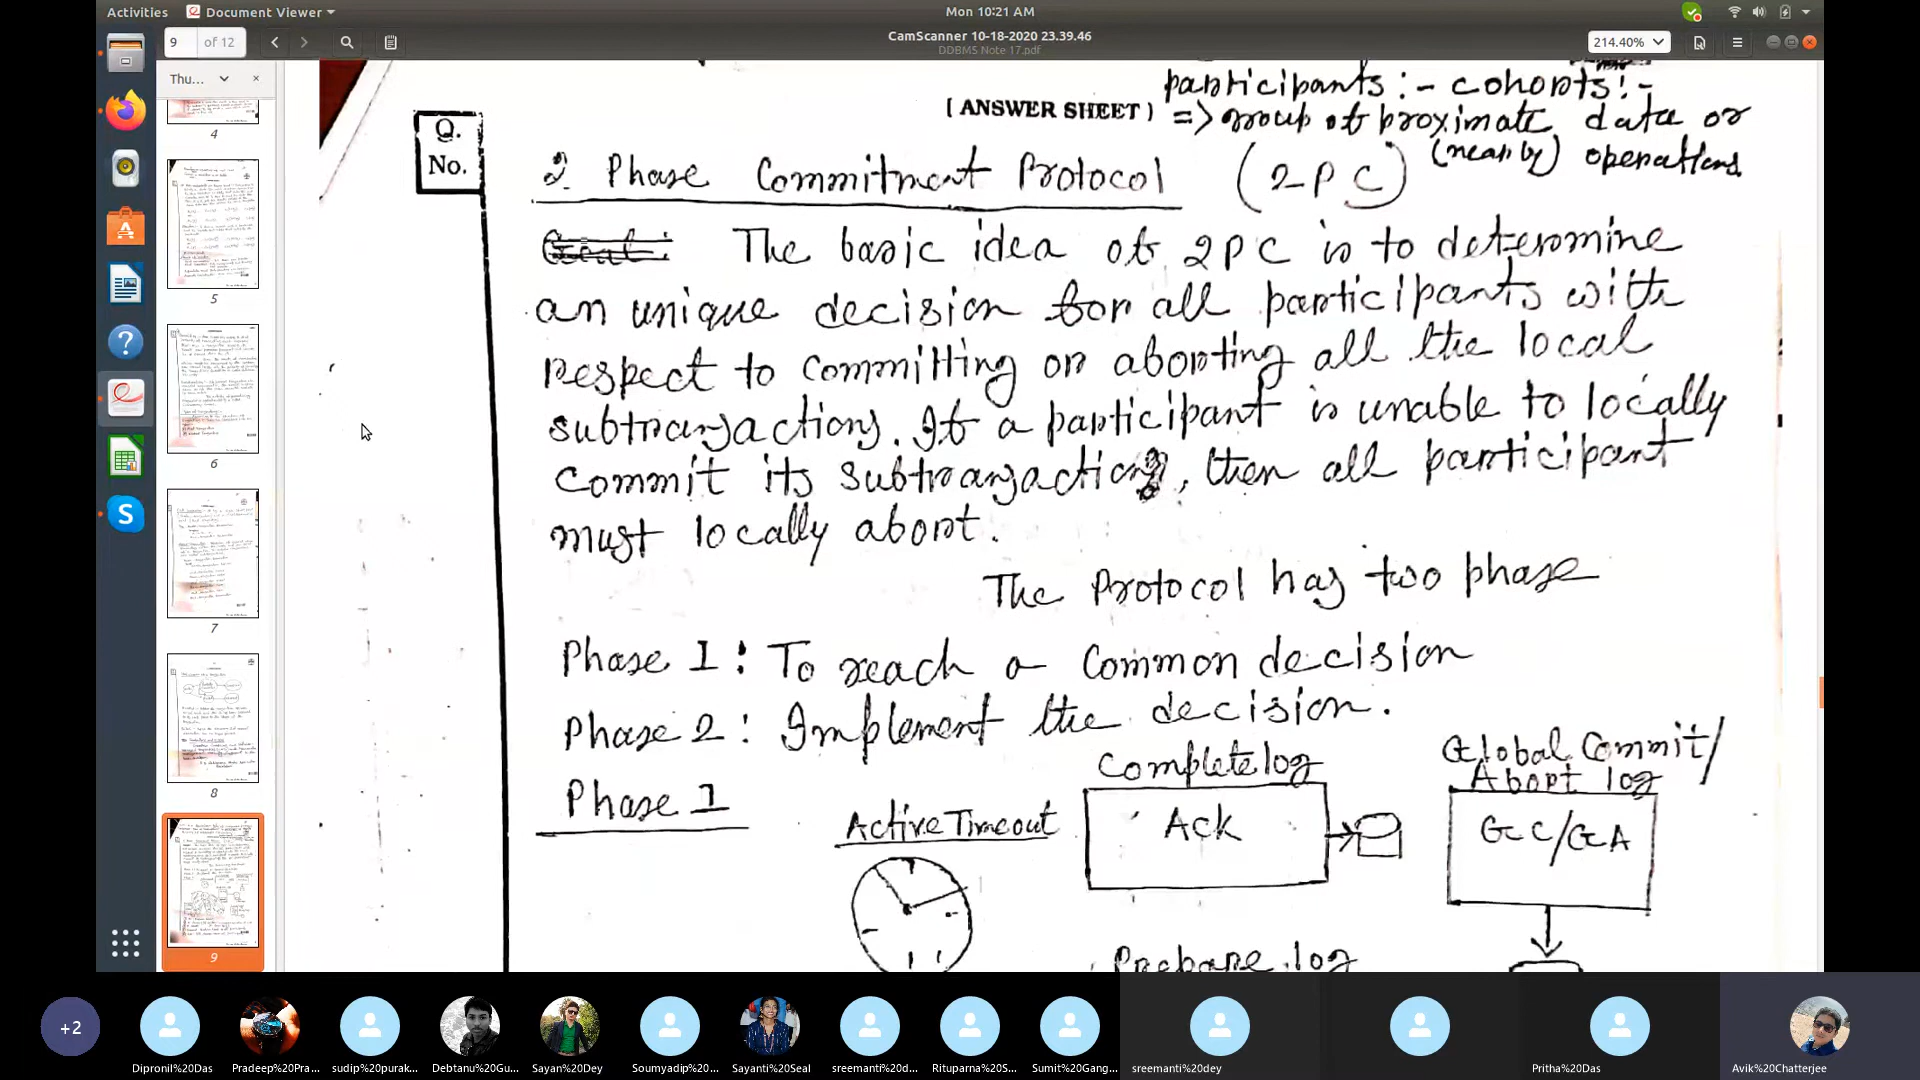 Activities
Document Viewer
Mon 10:21 AM
9 of 12
CamScanner 10-18-2020 23.39.46
DDBMS Note 17.pdf
214.40%
Thu...
4
5
6
7
8
9
participants :- cohorts :-
[ ANSWER SHEET ] => group of proximate data or
(nearby) operations
Q.
No.
2 Phase Commitment Protocol (2PC)
The basic idea of 2PC is to determine
an unique decision for all participants with
respect to committing or aborting all the local
subtransactions. If a participant is unable to locally
commit its subtransaction, then all participant
must locally abort.
The Protocol has two phase
Phase 1 : To reach a common decision
Phase 2 : Implement the decision.
Phase 1
Active Timeout
Complete log
Ack
Global Commit/
Abort log
GC/GA
Prepare log
+2
Dipronil%20Das
Pradeep%20Pra...
sudip%20purak...
Debtanu%20Gu...
Sayan%20Dey
Soumyadip%20...
Sayanti%20Seal
sreemanti%20d...
Rituparna%20S...
Sumit%20Gang...
sreemanti%20dey
Pritha%20Das
Avik%20Chatterjee